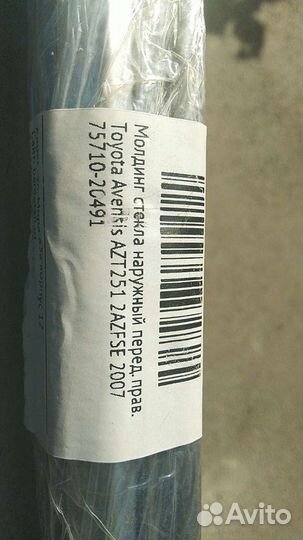 Молдинг стекла наружный перед. прав.
Toyota Avensis AZT251 2AZFSE 2007
75710-20491
Avito